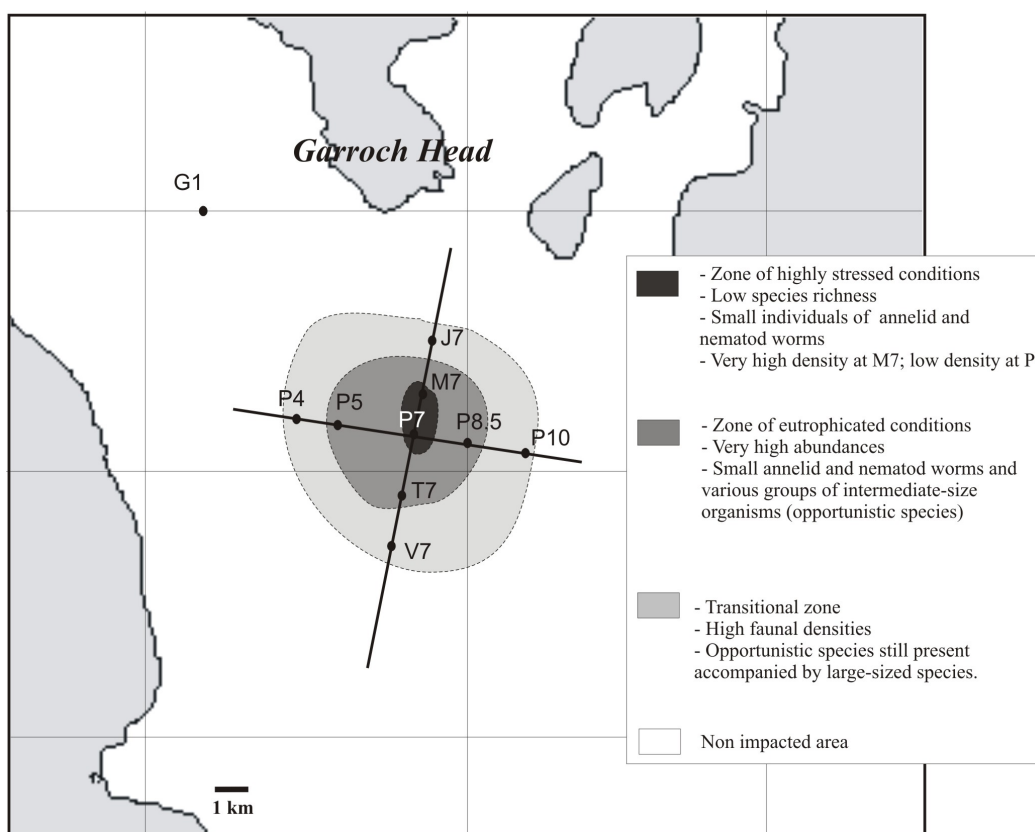 Garroch Head
G1
- Zone of highly stressed conditions
- Low species richness
- Small individuals of annelid and
nematod worms
- Very high density at M7; low density at P
J7
M7
P4
P5
P7
P8,5
P10
- Zone of eutrophicated conditions
- Very high abundances
- Small annelid and nematod worms and
various groups of intermediate-size
organisms (opportunistic species)
T7
V7
- Transitional zone
- High faunal densities
- Opportunistic species still present
accompanied by large-sized species.
Non impacted area
1 km